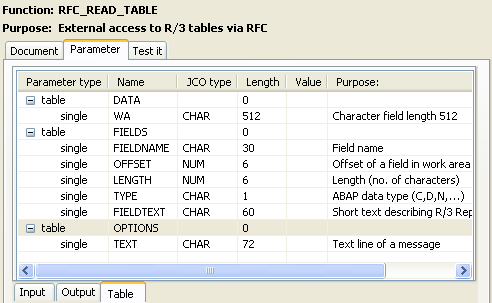 Function: RFC_READ_TABLE
Purpose: External access to R/3 tables via RFC
Document Parameter Test it
Parameter type Name JCO type Length Value Purpose:
table DATA 0
single WA CHAR 512 Character field length 512
table FIELDS 0
single FIELDNAME CHAR 30 Field name
single OFFSET NUM 6 Offset of a field in work area
single LENGTH NUM 6 Length (no. of characters)
single TYPE CHAR 1 ABAP data type (C,D,N,...)
single FIELDTEXT CHAR 60 Short text describing R/3 Rep
table OPTIONS 0
single TEXT CHAR 72 Text line of a message
Input Output Table